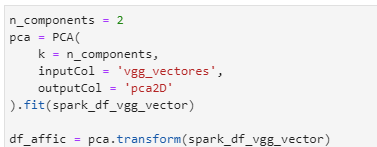 n_components = 2
pca = PCA(
    k = n_components,
    inputCol = 'vgg_vectores',
    outputCol = 'pca2D'
).fit(spark_df_vgg_vector)

df_affic = pca.transform(spark_df_vgg_vector)